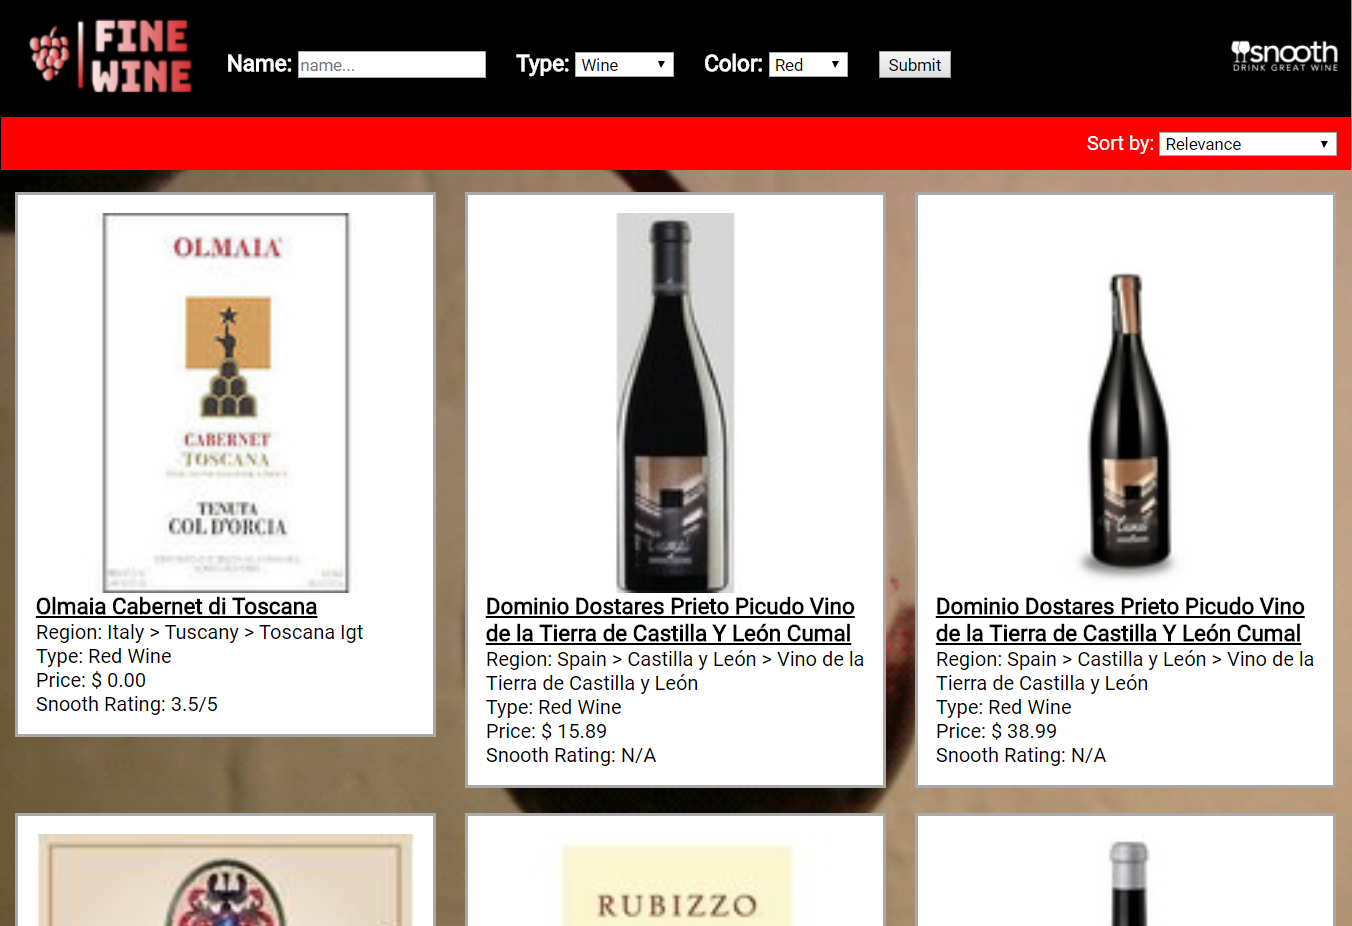 FINE
WINE
Name: name... Type: Wine Color: Red Submit
snooth
DRINK GREAT WINE
Sort by: Relevance
OLMAIA
CABERNET
TOSCANA
TENUTA
COL D'ORCIA
Olmaia Cabernet di Toscana
Region: Italy > Tuscany > Toscana Igt
Type: Red Wine
Price: $ 0.00
Snooth Rating: 3.5/5
Cumal
Dominio Dostares Prieto Picudo Vino
de la Tierra de Castilla Y León Cumal
Region: Spain > Castilla y León > Vino de la
Tierra de Castilla y León
Type: Red Wine
Price: $ 15.89
Snooth Rating: N/A
Cumal
Dominio Dostares Prieto Picudo Vino
de la Tierra de Castilla Y León Cumal
Region: Spain > Castilla y León > Vino de la
Tierra de Castilla y León
Type: Red Wine
Price: $ 38.99
Snooth Rating: N/A
RUBIZZO